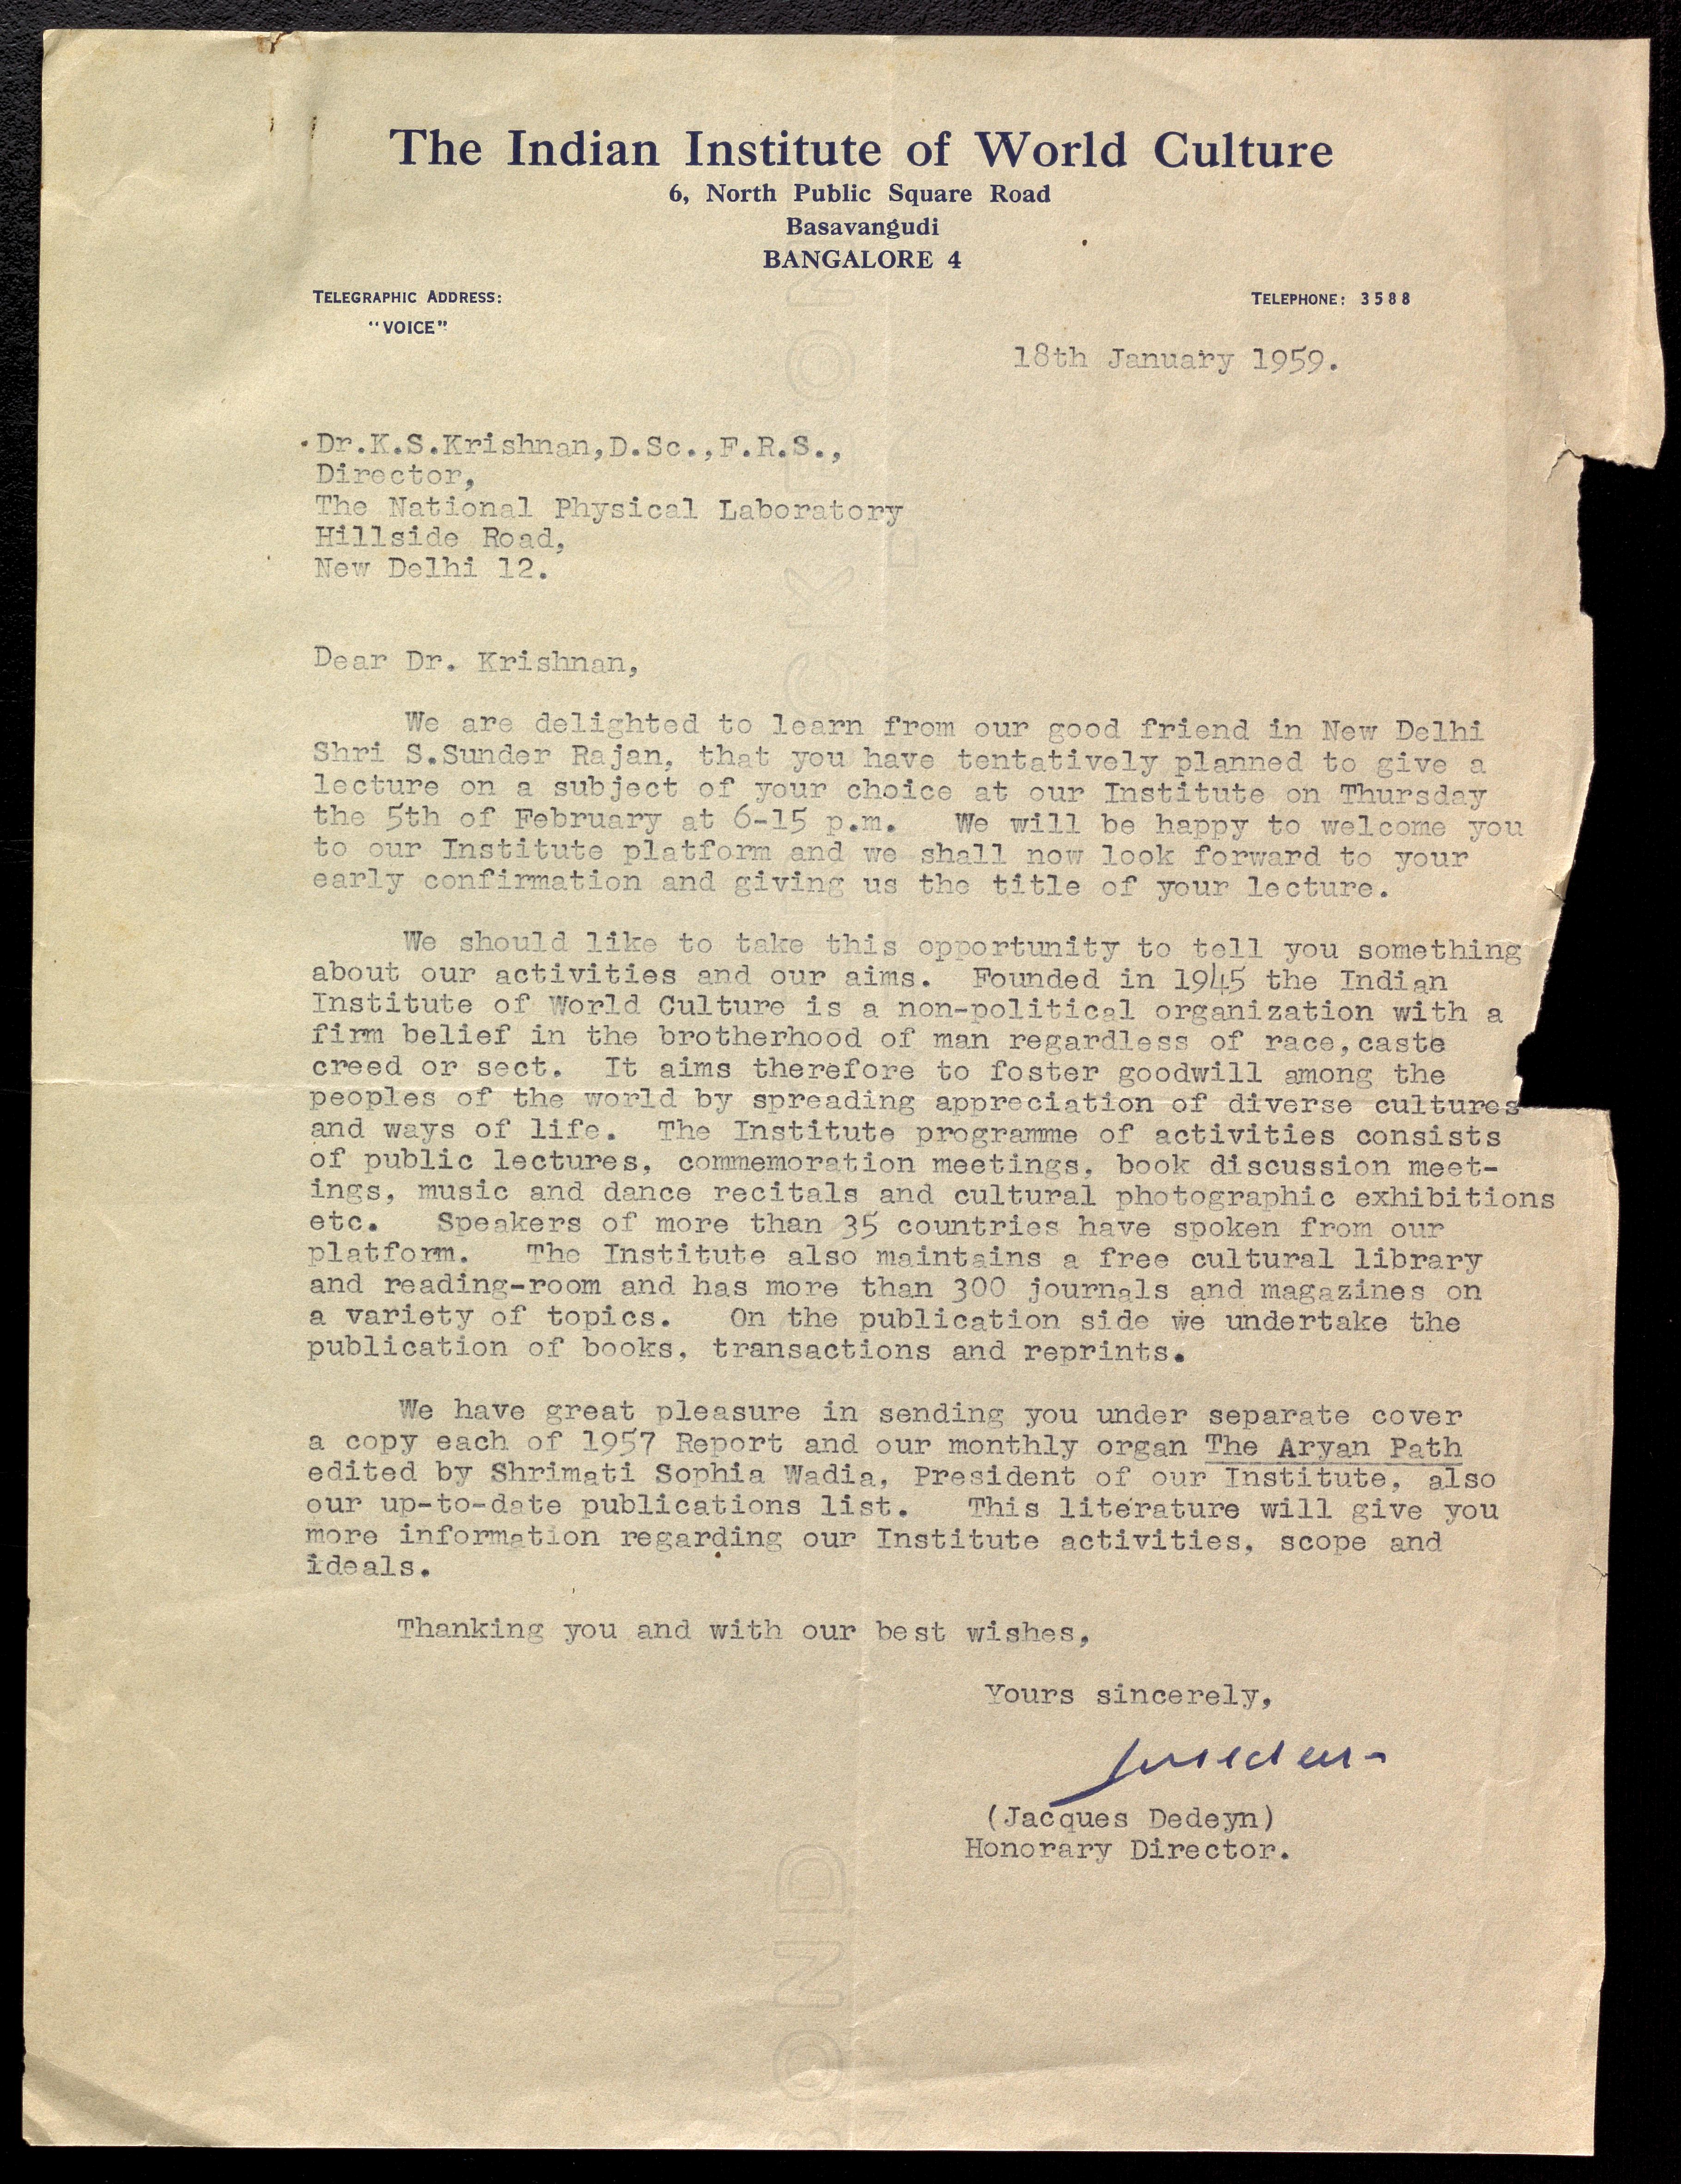 The Indian Institute of World Culture
6, North Public Square Road
Basavangudi
BANGALORE 4
TELEGRAPHIC ADDRESS:
"VOICE"
TELEPHONE: 3588
18th January 1959.
Dr.K.S.Krishnan,D.Sc.,F.R.S.,
Director,
The National Physical Laboratory
Hillside Road,
New Delhi 12.
Dear Dr. Krishnan,
We are delighted to learn from our good friend in New Delhi
Shri S.Sunder Rajan, that you have tentatively planned to give a
lecture on a subject of your choice at our Institute on Thursday
the 5th of February at 6-15 p.m. We will be happy to welcome you
to our Institute platform and we shall now look forward to your
early confirmation and giving us the title of your lecture.
We should like to take this opportunity to tell you something
about our activities and our aims. Founded in 1945 the Indian
Institute of World Culture is a non-political organization with a
firm belief in the brotherhood of man regardless of race,caste
creed or sect. It aims therefore to foster goodwill among the
peoples of the world by spreading appreciation of diverse cultures
and ways of life. The Institute programme of activities consists
of public lectures, commemoration meetings, book discussion meet-
ings, music and dance recitals and cultural photographic exhibitions
etc. Speakers of more than 35 countries have spoken from our
platform. The Institute also maintains a free cultural library
and reading-room and has more than 300 journals and magazines on
a variety of topics. On the publication side we undertake the
publication of books, transactions and reprints.
We have great pleasure in sending you under separate cover
a copy each of 1957 Report and our monthly organ The Aryan Path
edited by Shrimati Sophia Wadia, President of our Institute, also
our up-to-date publications list. This literature will give you
more information regarding our Institute activities, scope and
ideals.
Thanking you and with our best wishes,
Yours sincerely,
(Jacques Dedeyn)
Honorary Director.
BOND